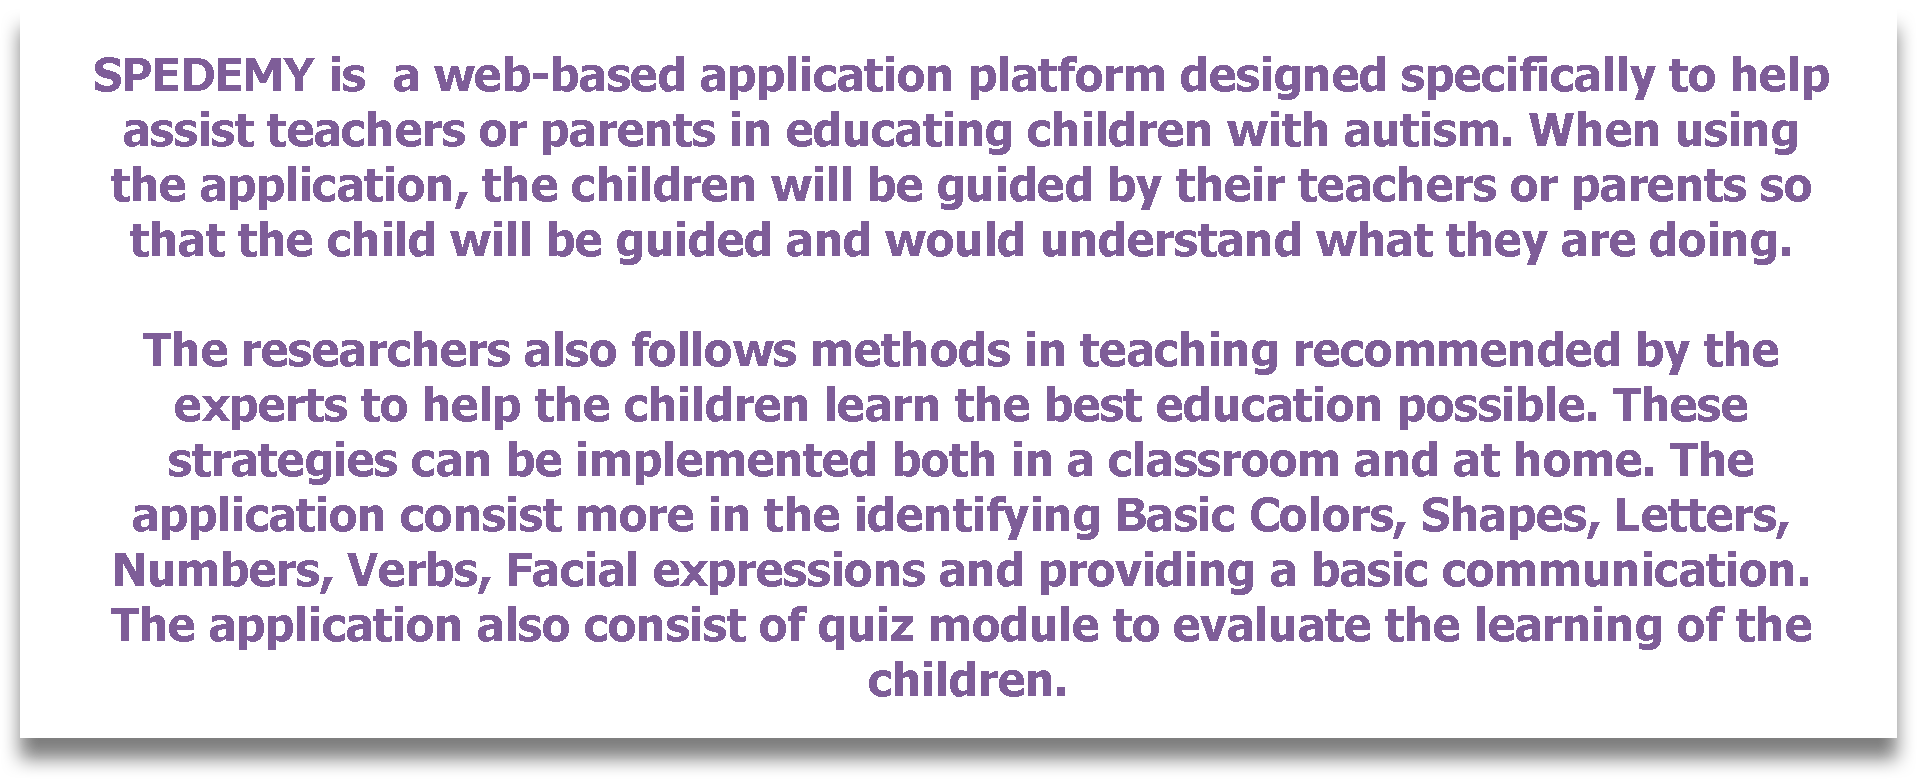 SPEDEMY is  a web-based application platform designed specifically to help
assist teachers or parents in educating children with autism. When using
the application, the children will be guided by their teachers or parents so
that the child will be guided and would understand what they are doing.
The researchers also follows methods in teaching recommended by the
experts to help the children learn the best education possible. These
strategies can be implemented both in a classroom and at home. The
application consist more in the identifying Basic Colors, Shapes, Letters,
Numbers, Verbs, Facial expressions and providing a basic communication.
The application also consist of quiz module to evaluate the learning of the
children.